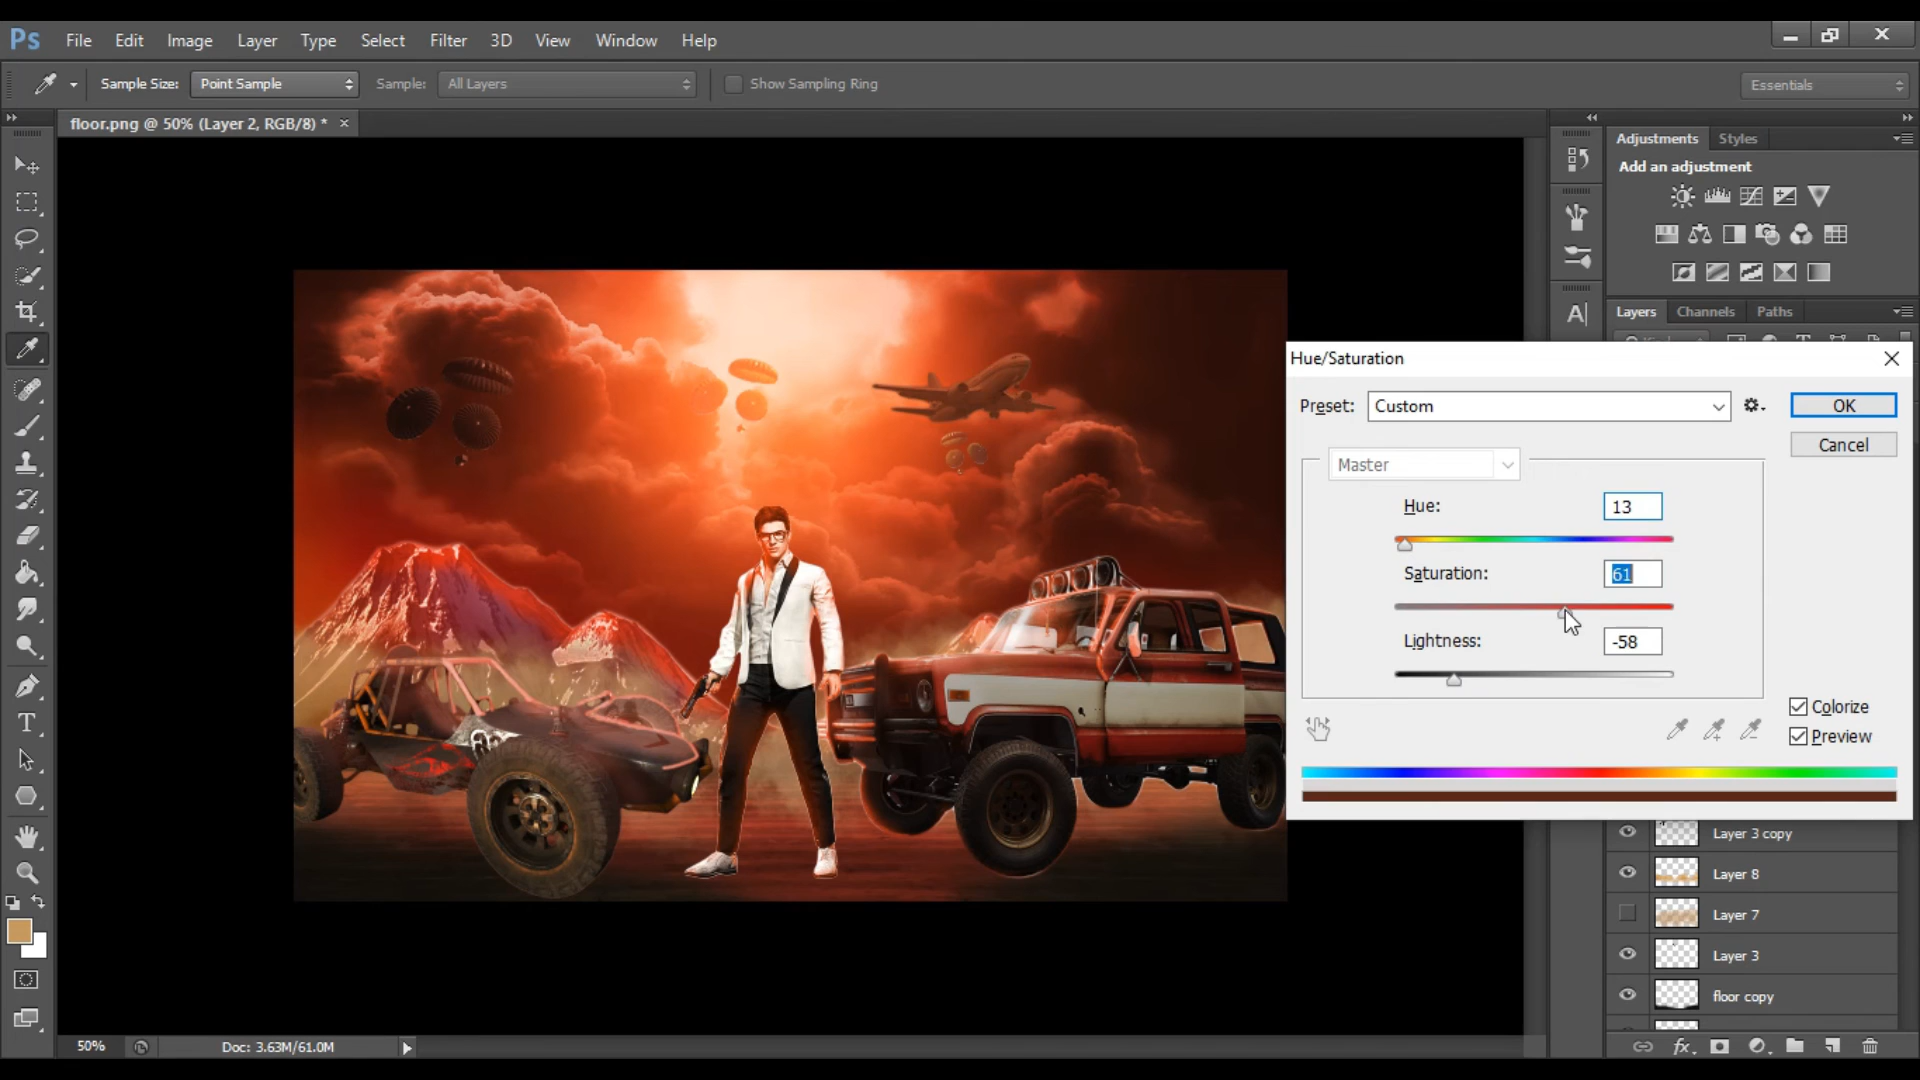 Ps File Edit Image Layer Type Select Filter 3D View Window Help
Sample Size: Point Sample Sample: All Layers Show Sampling Ring Essentials
floor.png @ 50% (Layer 2, RGB/8) *
Adjustments Styles
Add an adjustment
Layers Channels Paths
Hue/Saturation
Preset: Custom OK
Cancel
Master
Hue: 13
Saturation: 61
Lightness: -58
Colorize
Preview
Layer 3 copy
Layer 8
Layer 7
Layer 3
floor copy
50% Doc: 3.63M/61.0M